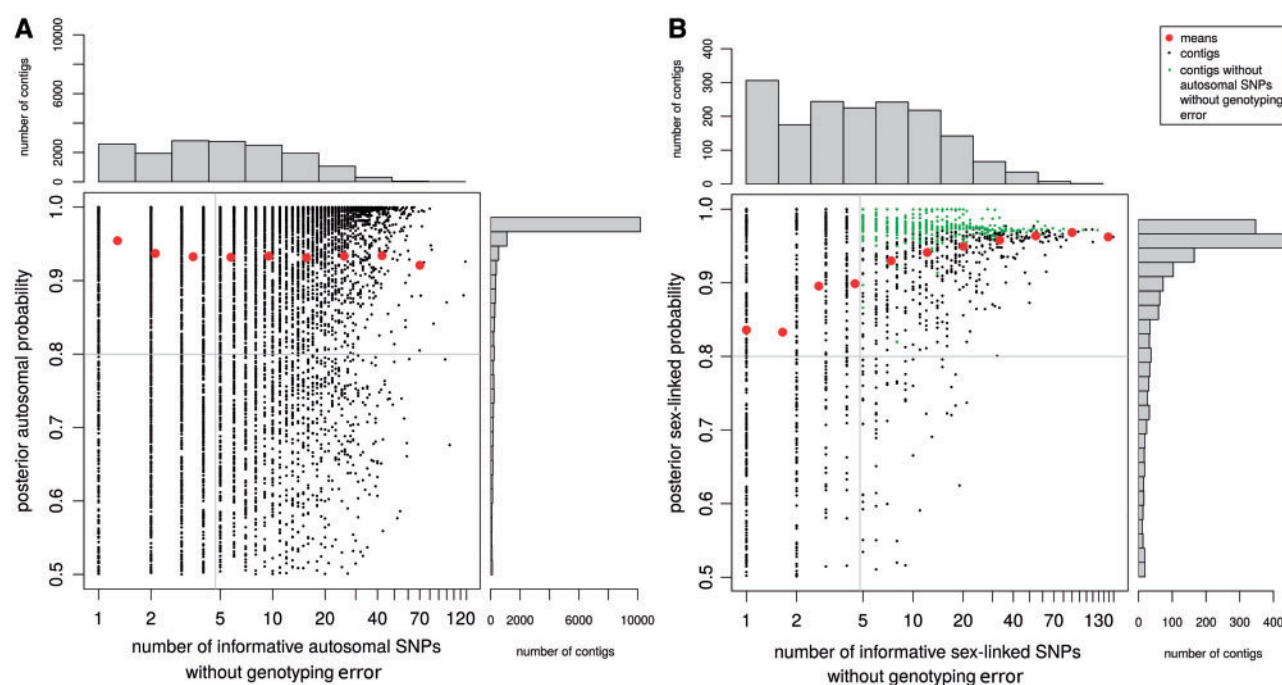 A
number of contigs
10000
8000
6000
4000
2000
0
posterior autosomal probability
1.0
0.9
0.8
0.7
0.6
0.5
1 2 5 10 20 40 70 120
number of informative autosomal SNPs
without genotyping error
0 2000 6000 10000
number of contigs
B
number of contigs
400
300
200
100
0
means
contigs
contigs without
autosomal SNPs
without genotyping
error
posterior sex-linked probability
1.0
0.9
0.8
0.7
0.6
0.5
1 2 5 10 20 40 70 130
number of informative sex-linked SNPs
without genotyping error
0 100 200 300 400
number of contigs